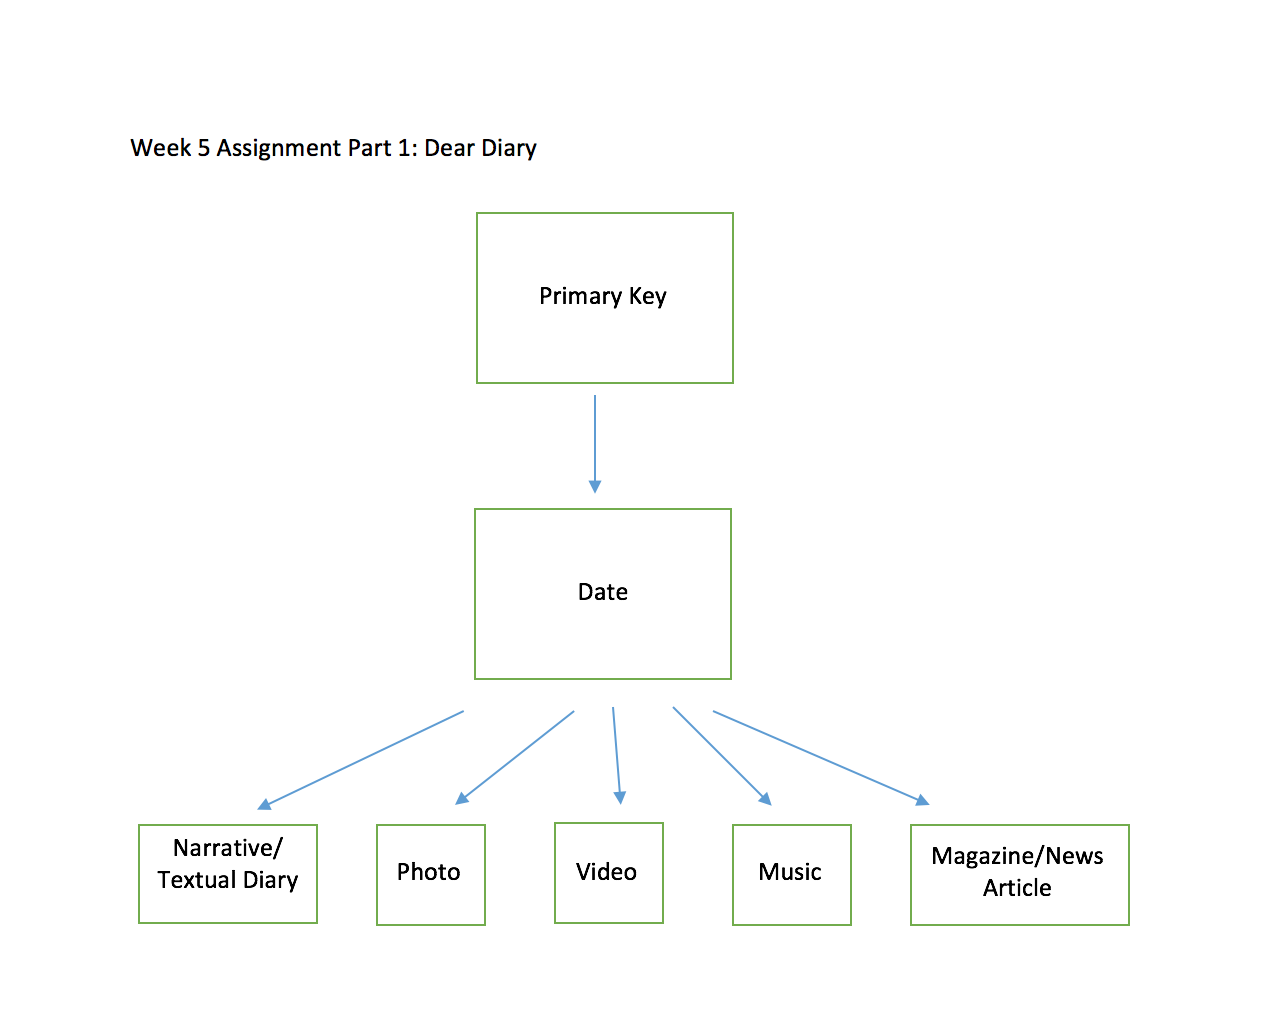 Week 5 Assignment Part 1: Dear Diary
Primary Key
Date
Narrative/
Textual Diary
Photo
Video
Music
Magazine/News
Article